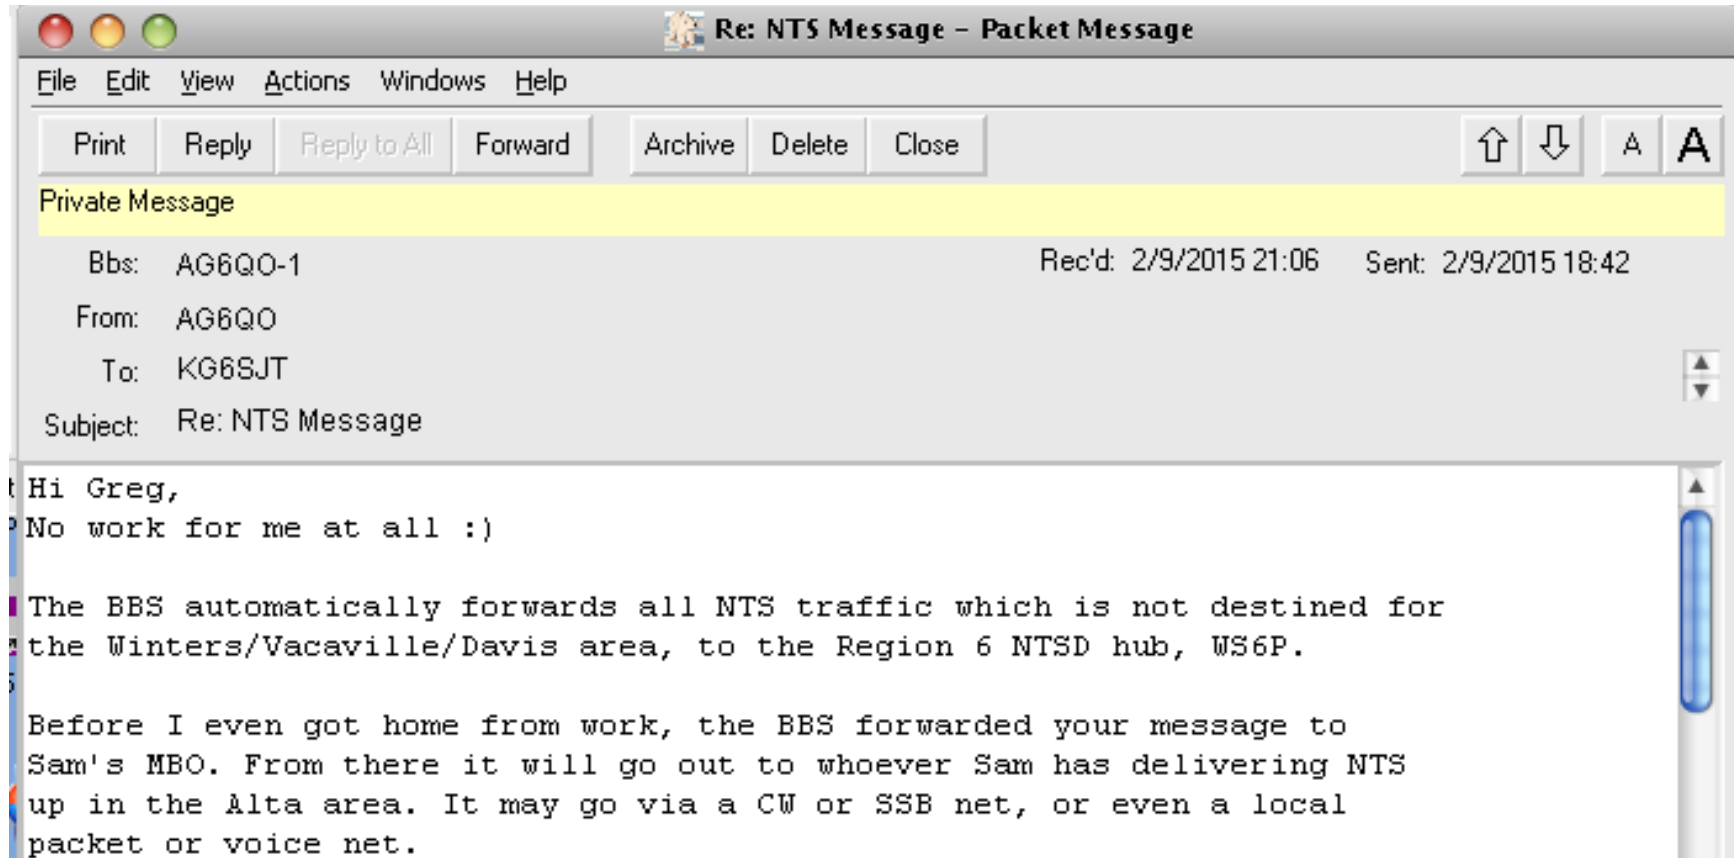 Re: NTS Message – Packet Message
File Edit View Actions Windows Help
Print Reply Reply to All Forward Archive Delete Close A A
Private Message
Bbs: AG6QO-1 Rec'd: 2/9/2015 21:06 Sent: 2/9/2015 18:42
From: AG6QO
To: KG6SJT
Subject: Re: NTS Message
Hi Greg,
No work for me at all :)
The BBS automatically forwards all NTS traffic which is not destined for
the Winters/Vacaville/Davis area, to the Region 6 NTSD hub, WS6P.
Before I even got home from work, the BBS forwarded your message to
Sam's MBO. From there it will go out to whoever Sam has delivering NTS
up in the Alta area. It may go via a CW or SSB net, or even a local
packet or voice net.